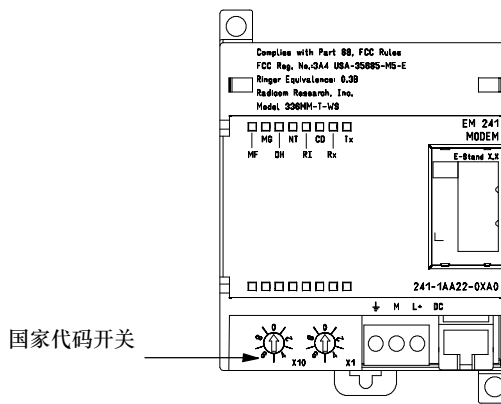 Complies with Part 68, FCC Rules
FCC Reg. No.:3A4 USA-35685-M5-E
Ringer Equivalence: 0.3B
Radicom Research, Inc.
Model 336MM-T-WS
EM 241
MODEM
MG NT CD Tx
MF OH RI Rx
E-Stand X.X
241-1AA22-0XA0
M L+ DC
国家代码开关
X10 X1